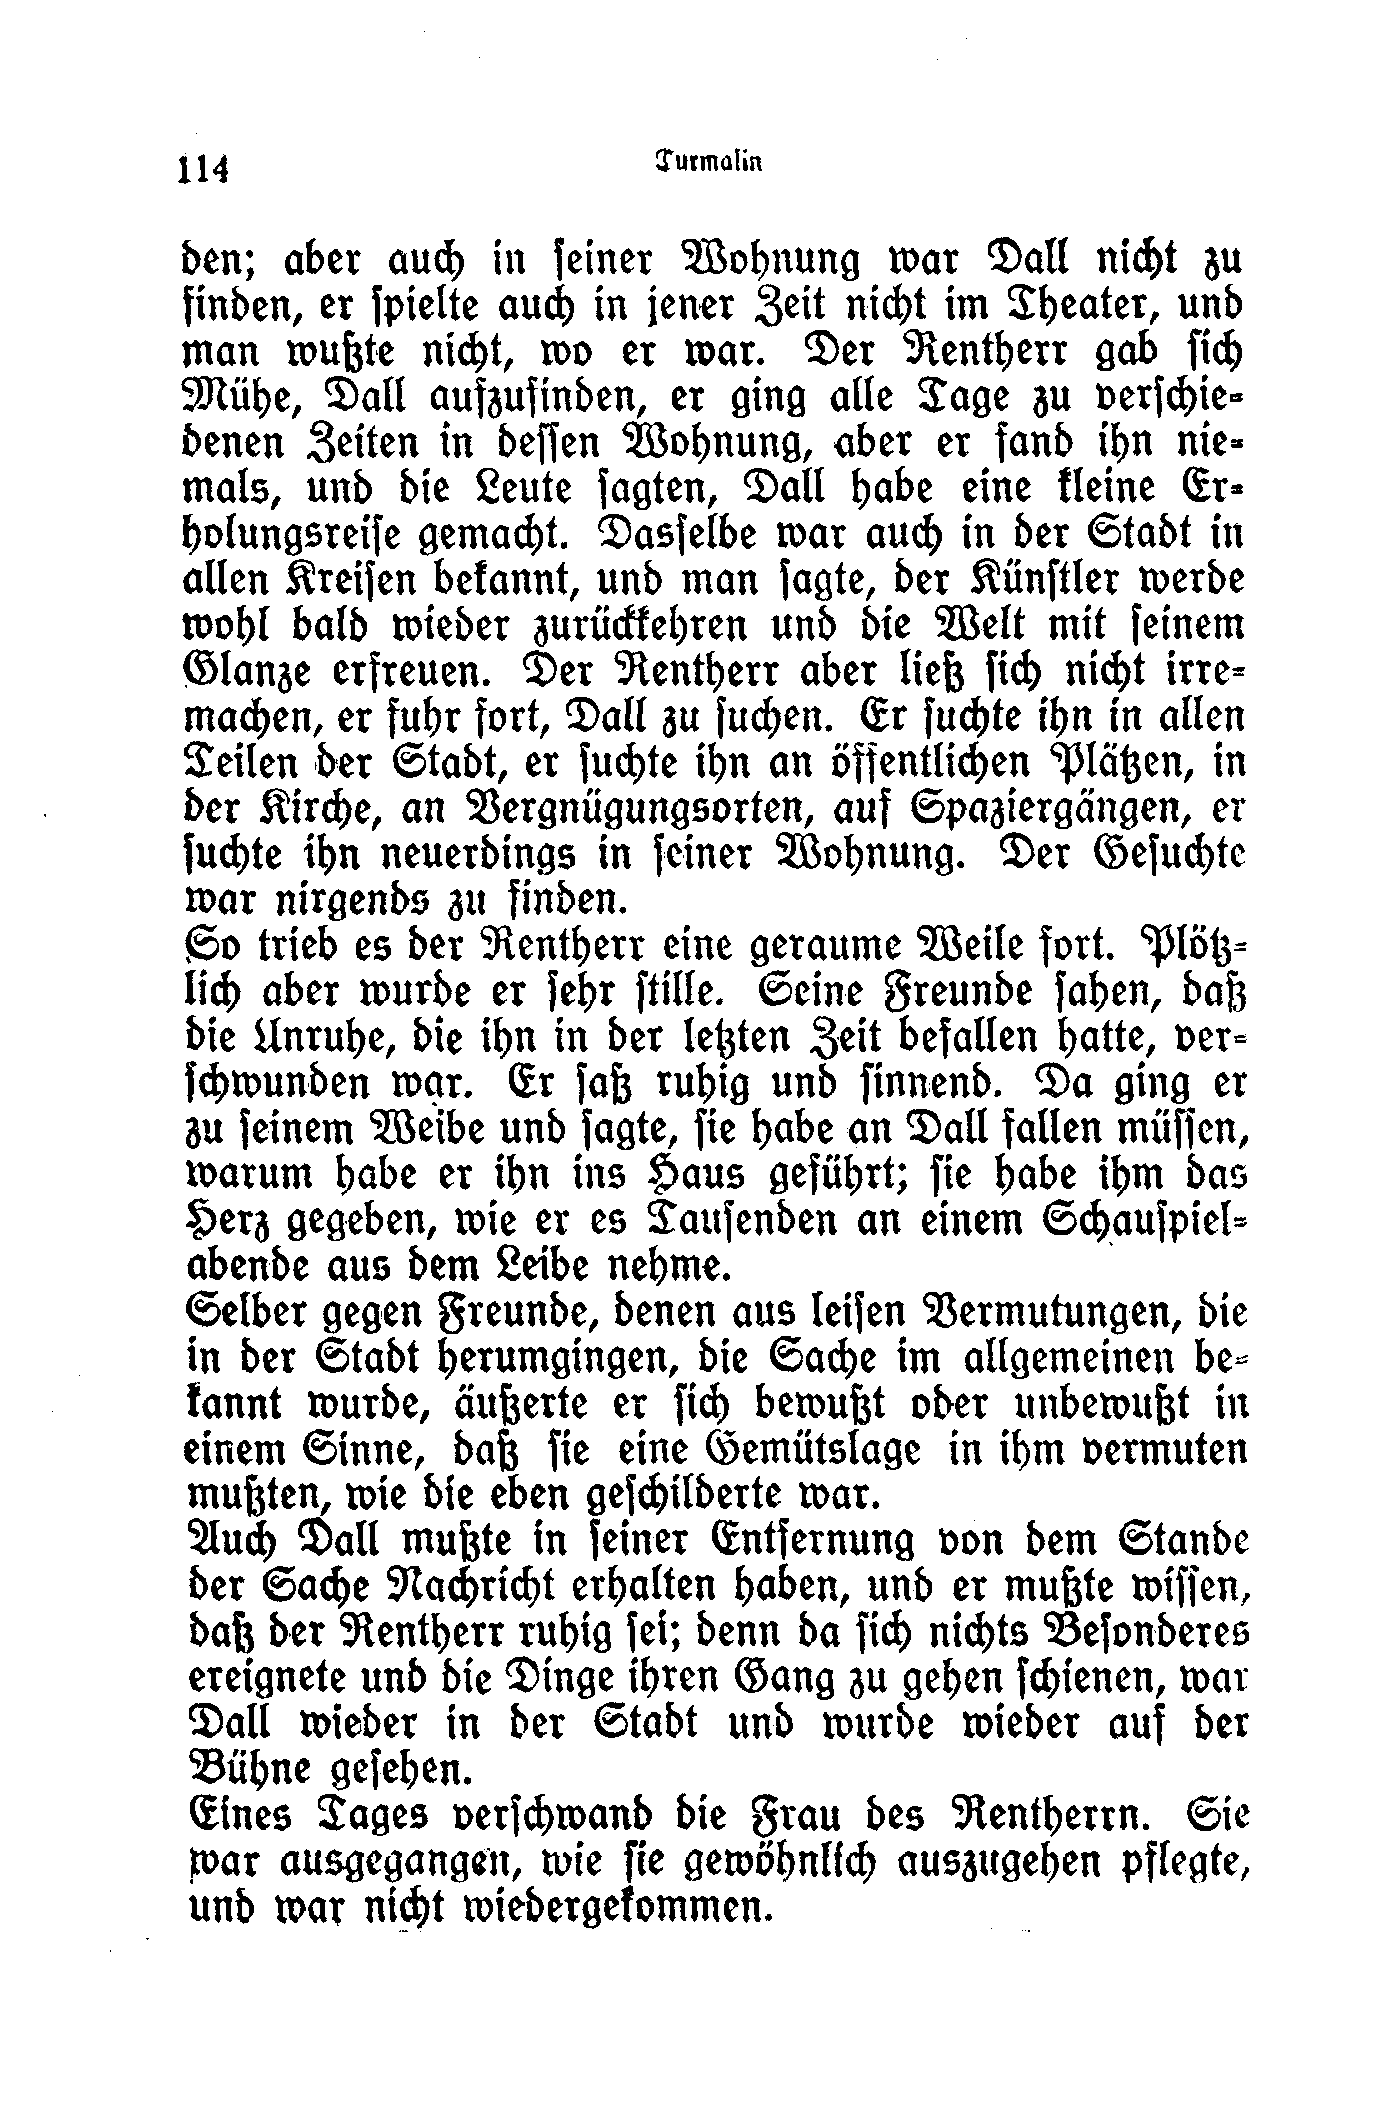 114
Turmalin
den; aber auch in seiner Wohnung war Dall nicht zu
finden, er spielte auch in jener Zeit nicht im Theater, und
man wußte nicht, wo er war. Der Rentherr gab sich
Mühe, Dall aufzufinden, er ging alle Tage zu verschie-
denen Zeiten in dessen Wohnung, aber er fand ihn nie-
mals, und die Leute sagten, Dall habe eine kleine Er-
holungsreise gemacht. Dasselbe war auch in der Stadt in
allen Kreisen bekannt, und man sagte, der Künstler werde
wohl bald wieder zurückkehren und die Welt mit seinem
Glanze erfreuen. Der Rentherr aber ließ sich nicht irre-
machen, er fuhr fort, Dall zu suchen. Er suchte ihn in allen
Teilen der Stadt, er suchte ihn an öffentlichen Plätzen, in
der Kirche, an Vergnügungsorten, auf Spaziergängen, er
suchte ihn neuerdings in seiner Wohnung. Der Gesuchte
war nirgends zu finden.
So trieb es der Rentherr eine geraume Weile fort. Plötz-
lich aber wurde er sehr stille. Seine Freunde sahen, daß
die Unruhe, die ihn in der letzten Zeit befallen hatte, ver-
schwunden war. Er saß ruhig und sinnend. Da ging er
zu seinem Weibe und sagte, sie habe an Dall fallen müssen,
warum habe er ihn ins Haus geführt; sie habe ihm das
Herz gegeben, wie er es Tausenden an einem Schauspiel-
abende aus dem Leibe nehme.
Selber gegen Freunde, denen aus leisen Vermutungen, die
in der Stadt herumgingen, die Sache im allgemeinen be-
kannt wurde, äußerte er sich bewußt oder unbewußt in
einem Sinne, daß sie eine Gemütslage in ihm vermuten
mußten, wie die eben geschilderte war.
Auch Dall mußte in seiner Entfernung von dem Stande
der Sache Nachricht erhalten haben, und er mußte wissen,
daß der Rentherr ruhig sei; denn da sich nichts Besonderes
ereignete und die Dinge ihren Gang zu gehen schienen, war
Dall wieder in der Stadt und wurde wieder auf der
Bühne gesehen.
Eines Tages verschwand die Frau des Rentherrn. Sie
war ausgegangen, wie sie gewöhnlich auszugehen pflegte,
und war nicht wiedergekommen.